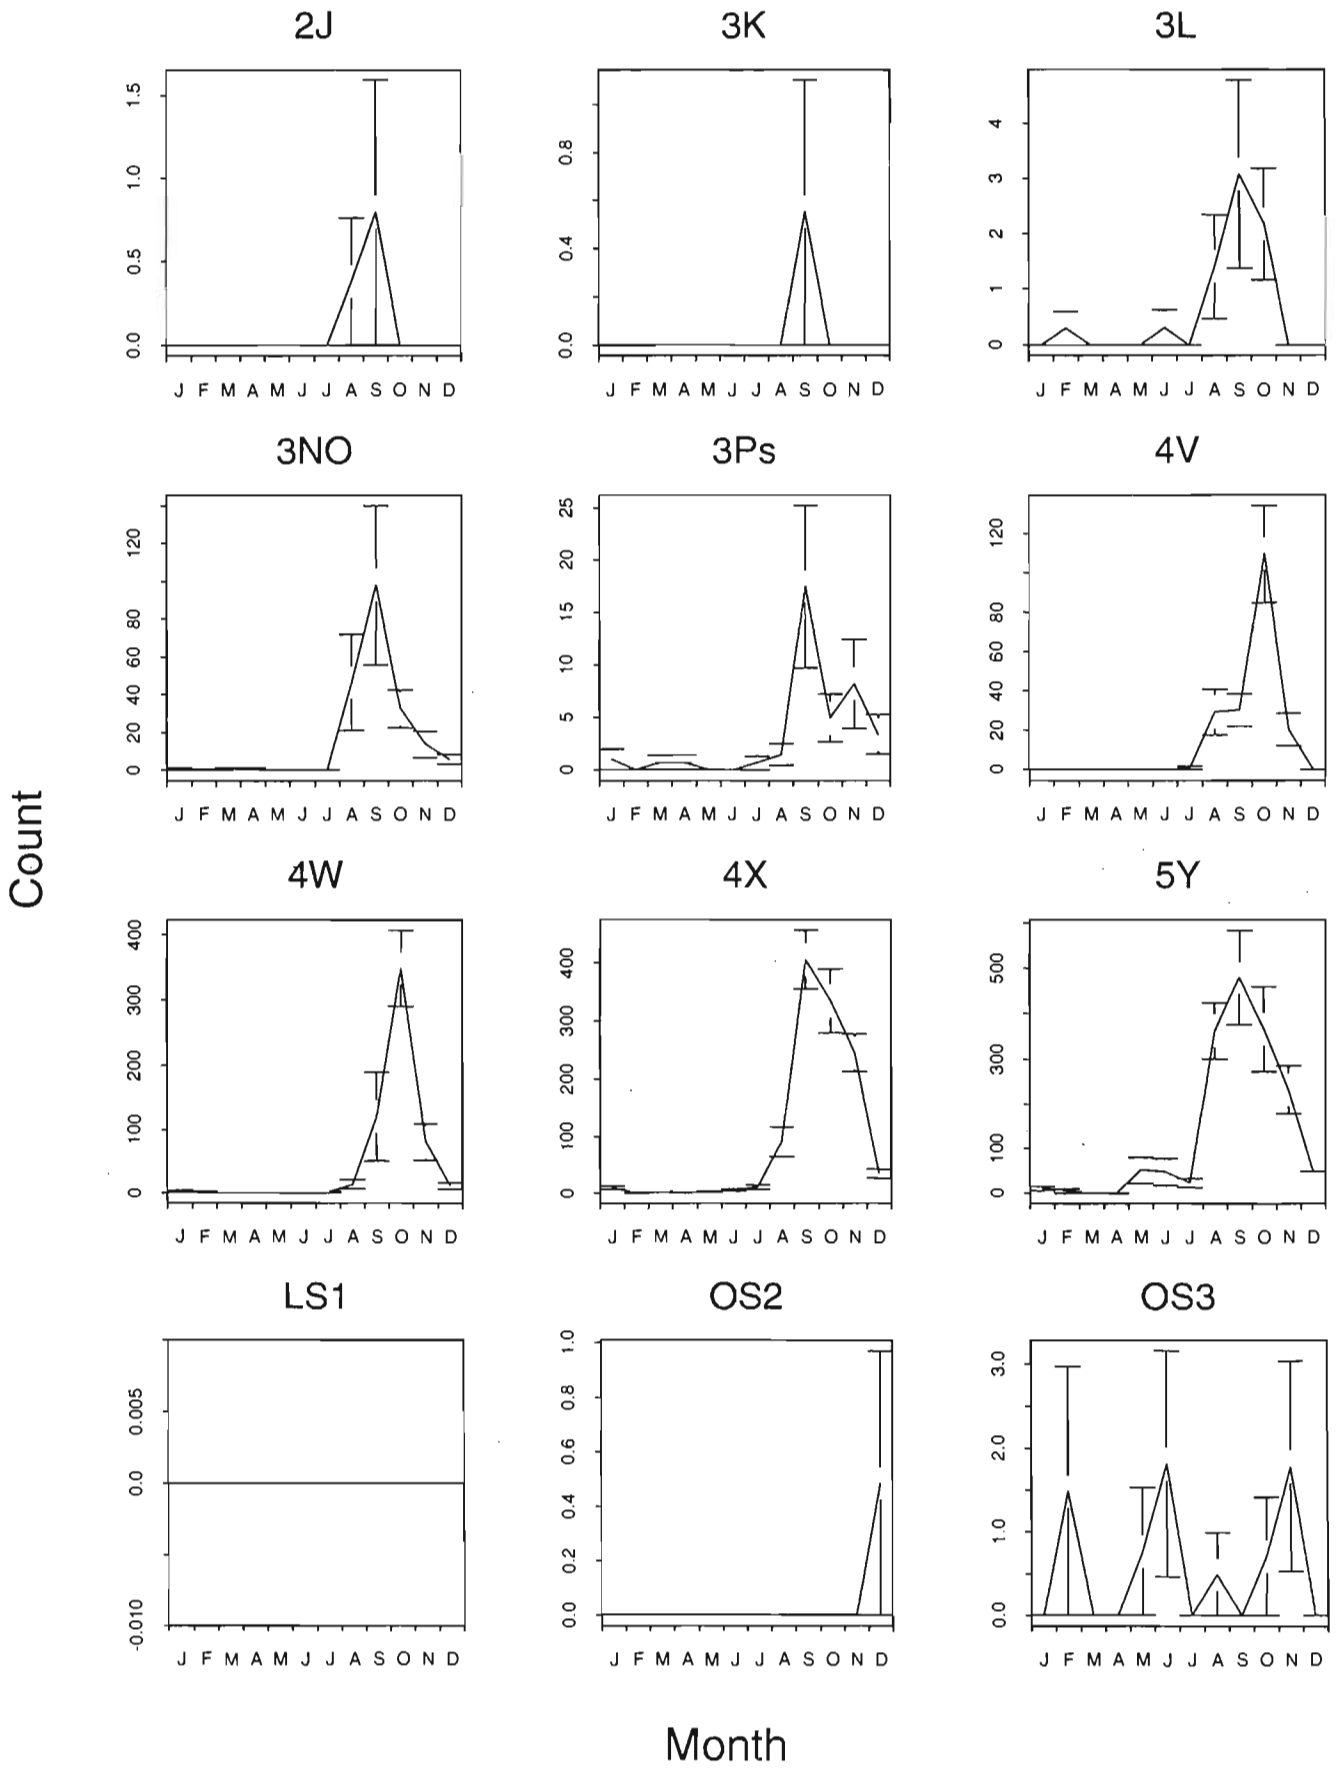 2J 3K 3L
1.5 1.0 0.5 0.0
0.8 0.4 0.0
4 3 2 1 0
J F M A M J J A S O N D
J F M A M J J A S O N D
J F M A M J J A S O N D
3NO 3Ps 4V
120 80 60 40 20 0
25 20 15 10 5 0
120 80 60 40 20 0
J F M A M J J A S O N D
J F M A M J J A S O N D
J F M A M J J A S O N D
Count
4W 4X 5Y
400 300 200 100 0
400 300 200 100 0
500 300 100 0
J F M A M J J A S O N D
J F M A M J J A S O N D
J F M A M J J A S O N D
LS1 OS2 OS3
0.005 0.0 -0.010
1.0 0.8 0.6 0.4 0.2 0.0
3.0 2.0 1.0 0.0
J F M A M J J A S O N D
J F M A M J J A S O N D
J F M A M J J A S O N D
Month